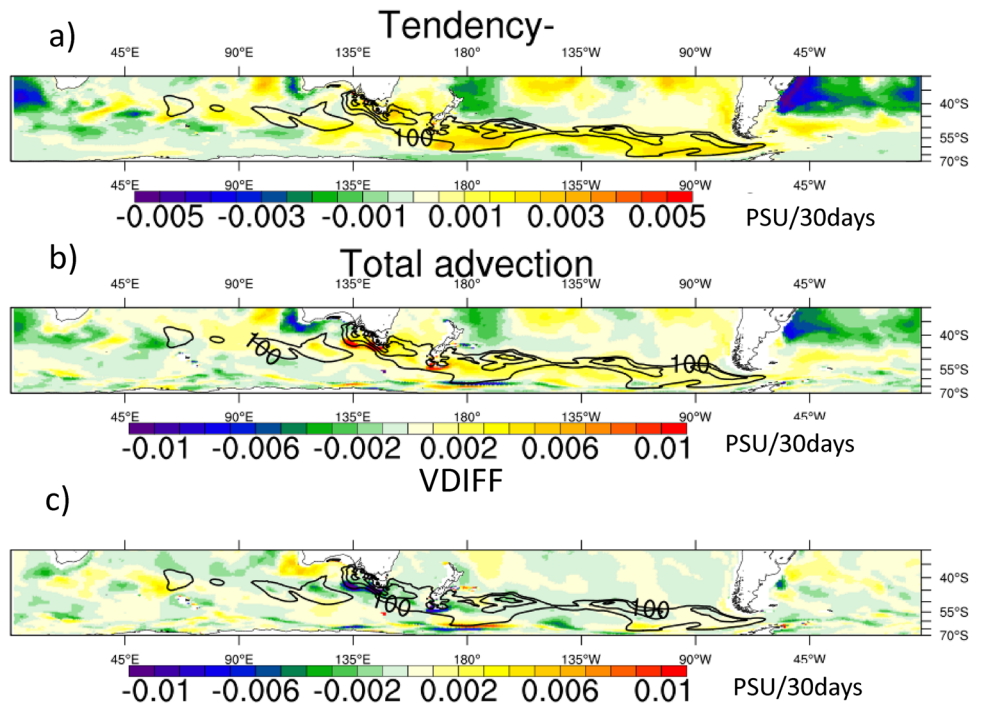 a)
Tendency-
45°E 90°E 135°E 180° 135°W 90°W 45°W
40°S
100
55°S
70°S
45°E 90°E 135°E 180° 135°W 90°W 45°W
-0.005 -0.003 -0.001 0.001 0.003 0.005 PSU/30days
b)
Total advection
45°E 90°E 135°E 180° 135°W 90°W 45°W
40°S
100
100
55°S
70°S
45°E 90°E 135°E 180° 135°W 90°W 45°W
-0.01 -0.006 -0.002 0.002 0.006 0.01 PSU/30days
VDIFF
c)
40°S
100
100
55°S
70°S
45°E 90°E 135°E 180° 135°W 90°W 45°W
-0.01 -0.006 -0.002 0.002 0.006 0.01 PSU/30days